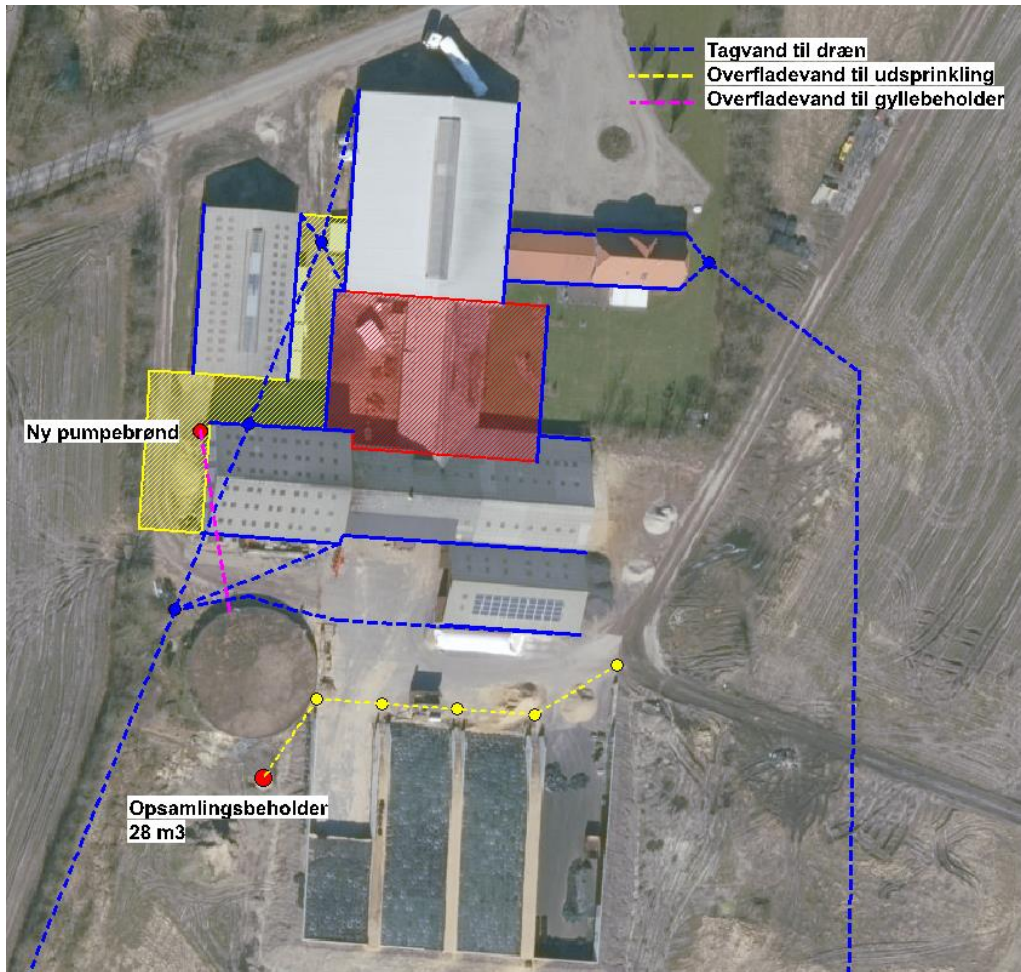 Tagvand til dræn
Overfladevand til udsprinkling
Overfladevand til gyllebeholder
Ny pumpebrønd
Opsamlingsbeholder
28 m3